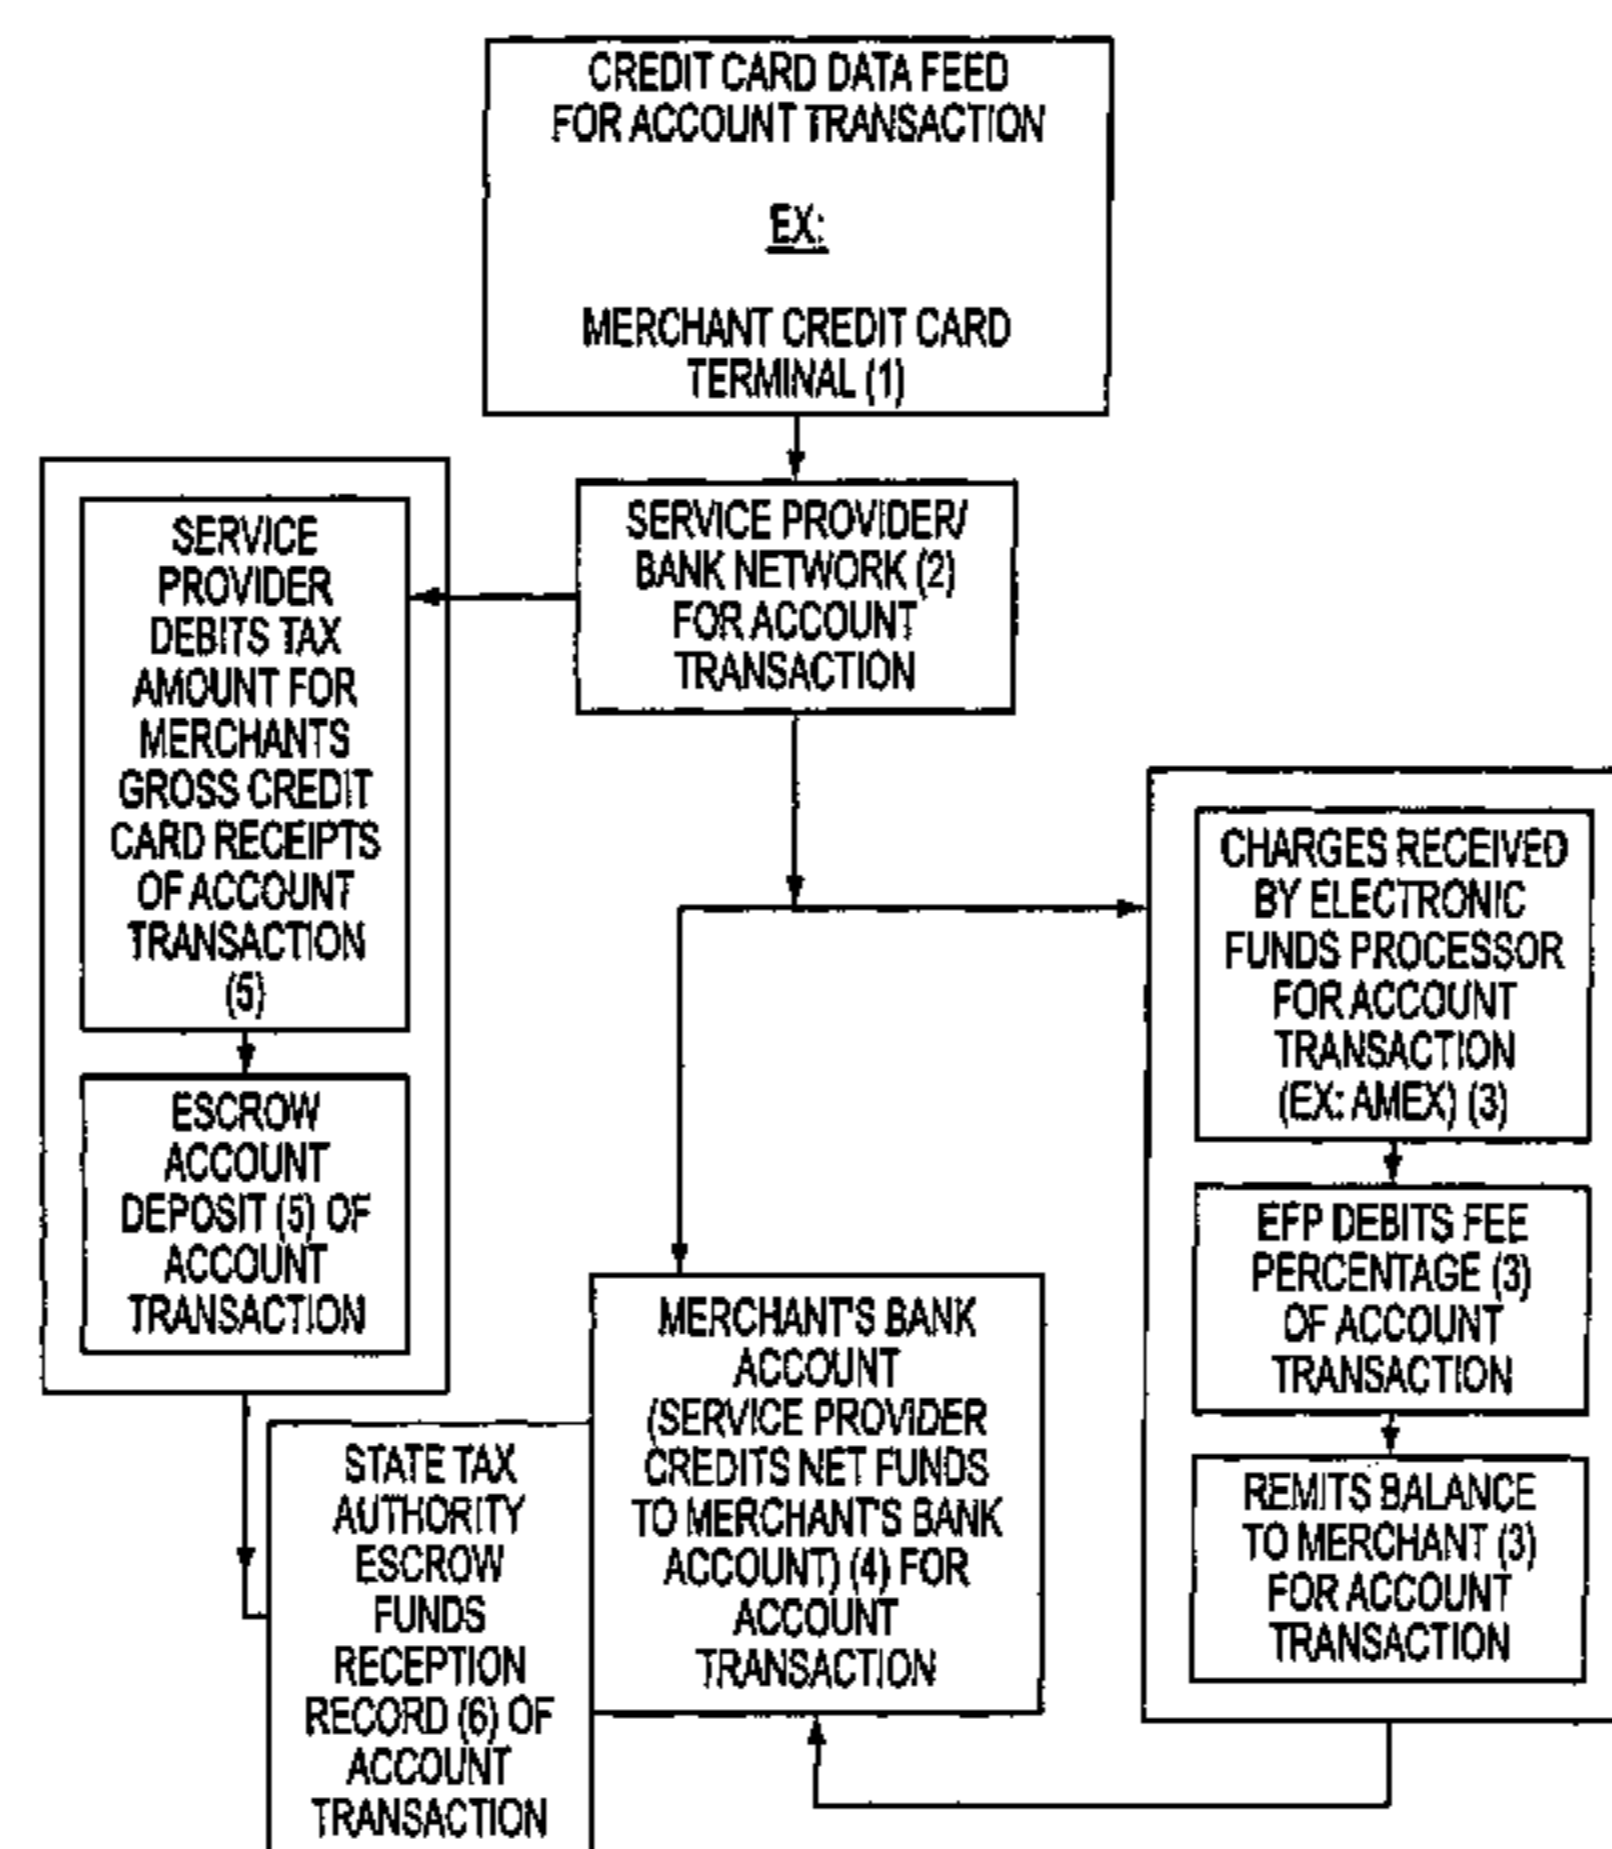 CREDIT CARD DATA FEED
FOR ACCOUNT TRANSACTION
EX:
MERCHANT CREDIT CARD
TERMINAL (1)
SERVICE PROVIDER/
BANK NETWORK (2)
FOR ACCOUNT
TRANSACTION
SERVICE
PROVIDER
DEBITS TAX
AMOUNT FOR
MERCHANTS
GROSS CREDIT
CARD RECEIPTS
OF ACCOUNT
TRANSACTION
(5)
ESCROW
ACCOUNT
DEPOSIT (5) OF
ACCOUNT
TRANSACTION
STATE TAX
AUTHORITY
ESCROW
FUNDS
RECEPTION
RECORD (6) OF
ACCOUNT
TRANSACTION
MERCHANT'S BANK
ACCOUNT
(SERVICE PROVIDER
CREDITS NET FUNDS
TO MERCHANT'S BANK
ACCOUNT) (4) FOR
ACCOUNT
TRANSACTION
CHARGES RECEIVED
BY ELECTRONIC
FUNDS PROCESSOR
FOR ACCOUNT
TRANSACTION
(EX: AMEX) (3)
EFP DEBITS FEE
PERCENTAGE (3)
OF ACCOUNT
TRANSACTION
REMITS BALANCE
TO MERCHANT (3)
FOR ACCOUNT
TRANSACTION